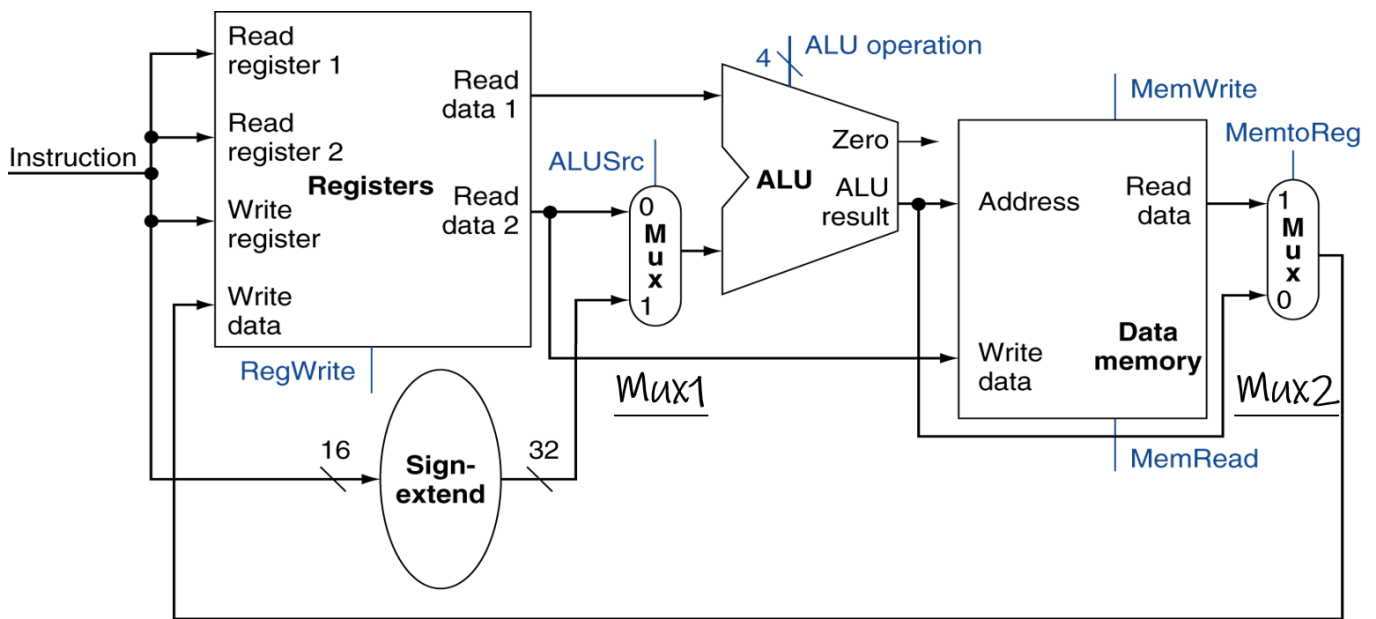 Instruction
Read
register 1
Read
register 2
Write
register
Write
data
Registers
Read
data 1
Read
data 2
RegWrite
16
Sign-
extend
32
ALUSrc
0
M
u
x
1
Mux1
4
ALU operation
ALU
Zero
ALU
result
MemWrite
Address
Read
data
Write
data
Data
memory
MemRead
MemtoReg
1
M
u
x
0
Mux2